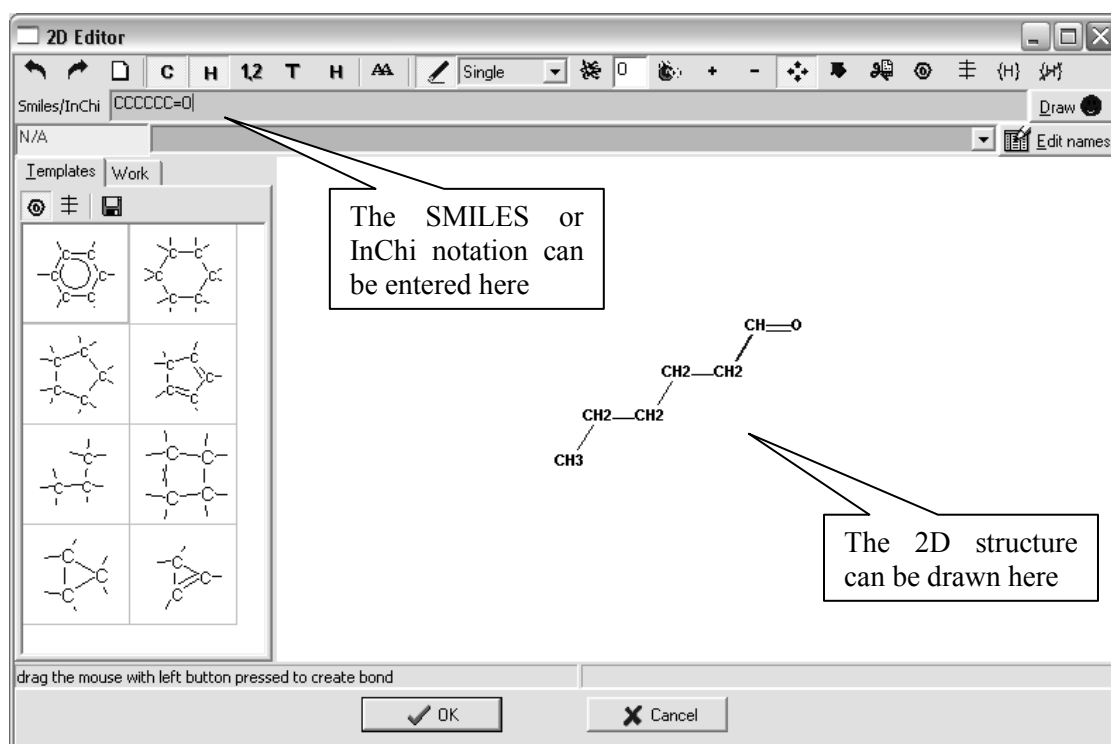 2D Editor
C H 1,2 T H AA Single 0 + - {H} {H}
Smiles/InChi CCCCCC=O Draw
N/A Edit names
Templates Work
The SMILES or
InChi notation can
be entered here
CH O
CH2 CH2
CH2 CH2
CH3
The 2D structure
can be drawn here
drag the mouse with left button pressed to create bond
OK Cancel